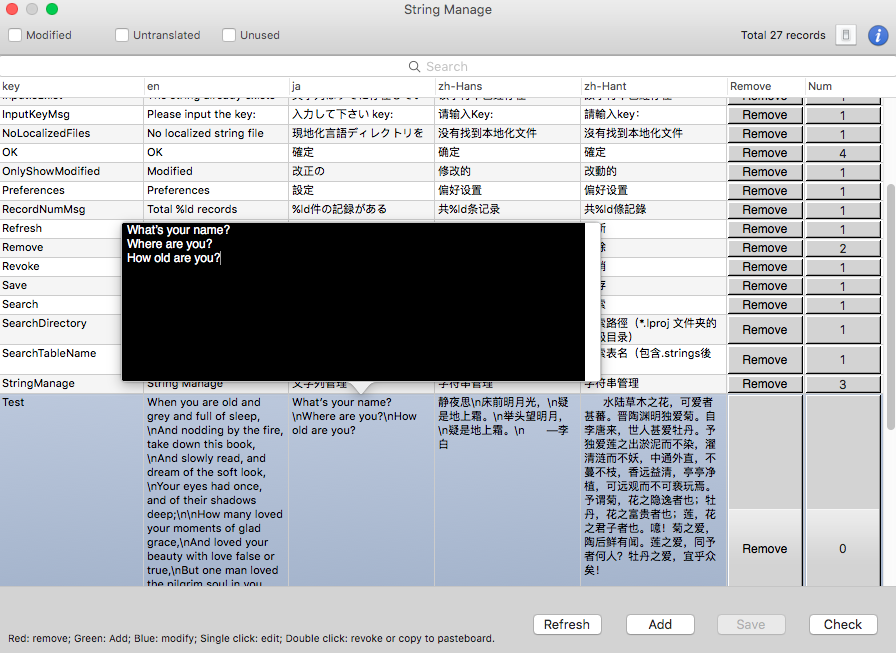 String Manage
Modified Untranslated Unused Total 27 records
Search
key en ja zh-Hans zh-Hant Remove Num
InputKeyMsg Please input the key: 入力して下さい key: 请输入Key: 請輸入key： Remove 1
NoLocalizedFiles No localized string file 現地化言語ディレクトリを 没有找到本地化文件 沒有找到本地化文件 Remove 1
OK OK 確定 确定 確定 Remove 4
OnlyShowModified Modified 改正の 修改的 改動的 Remove 1
Preferences Preferences 設定 偏好设置 偏好设置 Remove 1
RecordNumMsg Total %ld records %ld件の記録がある 共%ld条记录 共%ld條記錄 Remove 1
Refresh Remove 1
Remove Remove 2
Revoke Remove 1
Save Remove 1
Search Remove 1
SearchDirectory 路徑（*.lproj 文件夹的
目录） Remove 1
SearchTableName 表名（包含.strings後 Remove 1
StringManage String Manage 文字列管理 字符串管理 字符串管理 Remove 3
What's your name?
Where are you?
How old are you?
Test
When you are old and
grey and full of sleep,
\nAnd nodding by the fire,
take down this book,
\nAnd slowly read, and
dream of the soft look,
\nYour eyes had once,
and of their shadows
deep;\n\nHow many loved
your moments of glad
grace,\nAnd loved your
beauty with love false or
true,\nBut one man loved
the pilgrim soul in you
What's your name?
\nWhere are you?\nHow
old are you?
静夜思\n床前明月光，\n疑
是地上霜。\n举头望明月，
\n疑是地上霜。\n —李
白
水陆草木之花，可爱者
甚蕃。晋陶渊明独爱菊。自
李唐来，世人甚爱牡丹。予
独爱莲之出淤泥而不染，濯
清涟而不妖，中通外直，不
蔓不枝，香远益清，亭亭净
植，可远观而不可亵玩焉。
予谓菊，花之隐逸者也；牡
丹，花之富贵者也；莲，花
之君子者也。噫！菊之爱，
陶后鲜有闻。莲之爱，同予
者何人？牡丹之爱，宜乎众
矣！
Remove 0
Refresh Add Save Check
Red: remove; Green: Add; Blue: modify; Single click: edit; Double click: revoke or copy to pasteboard.